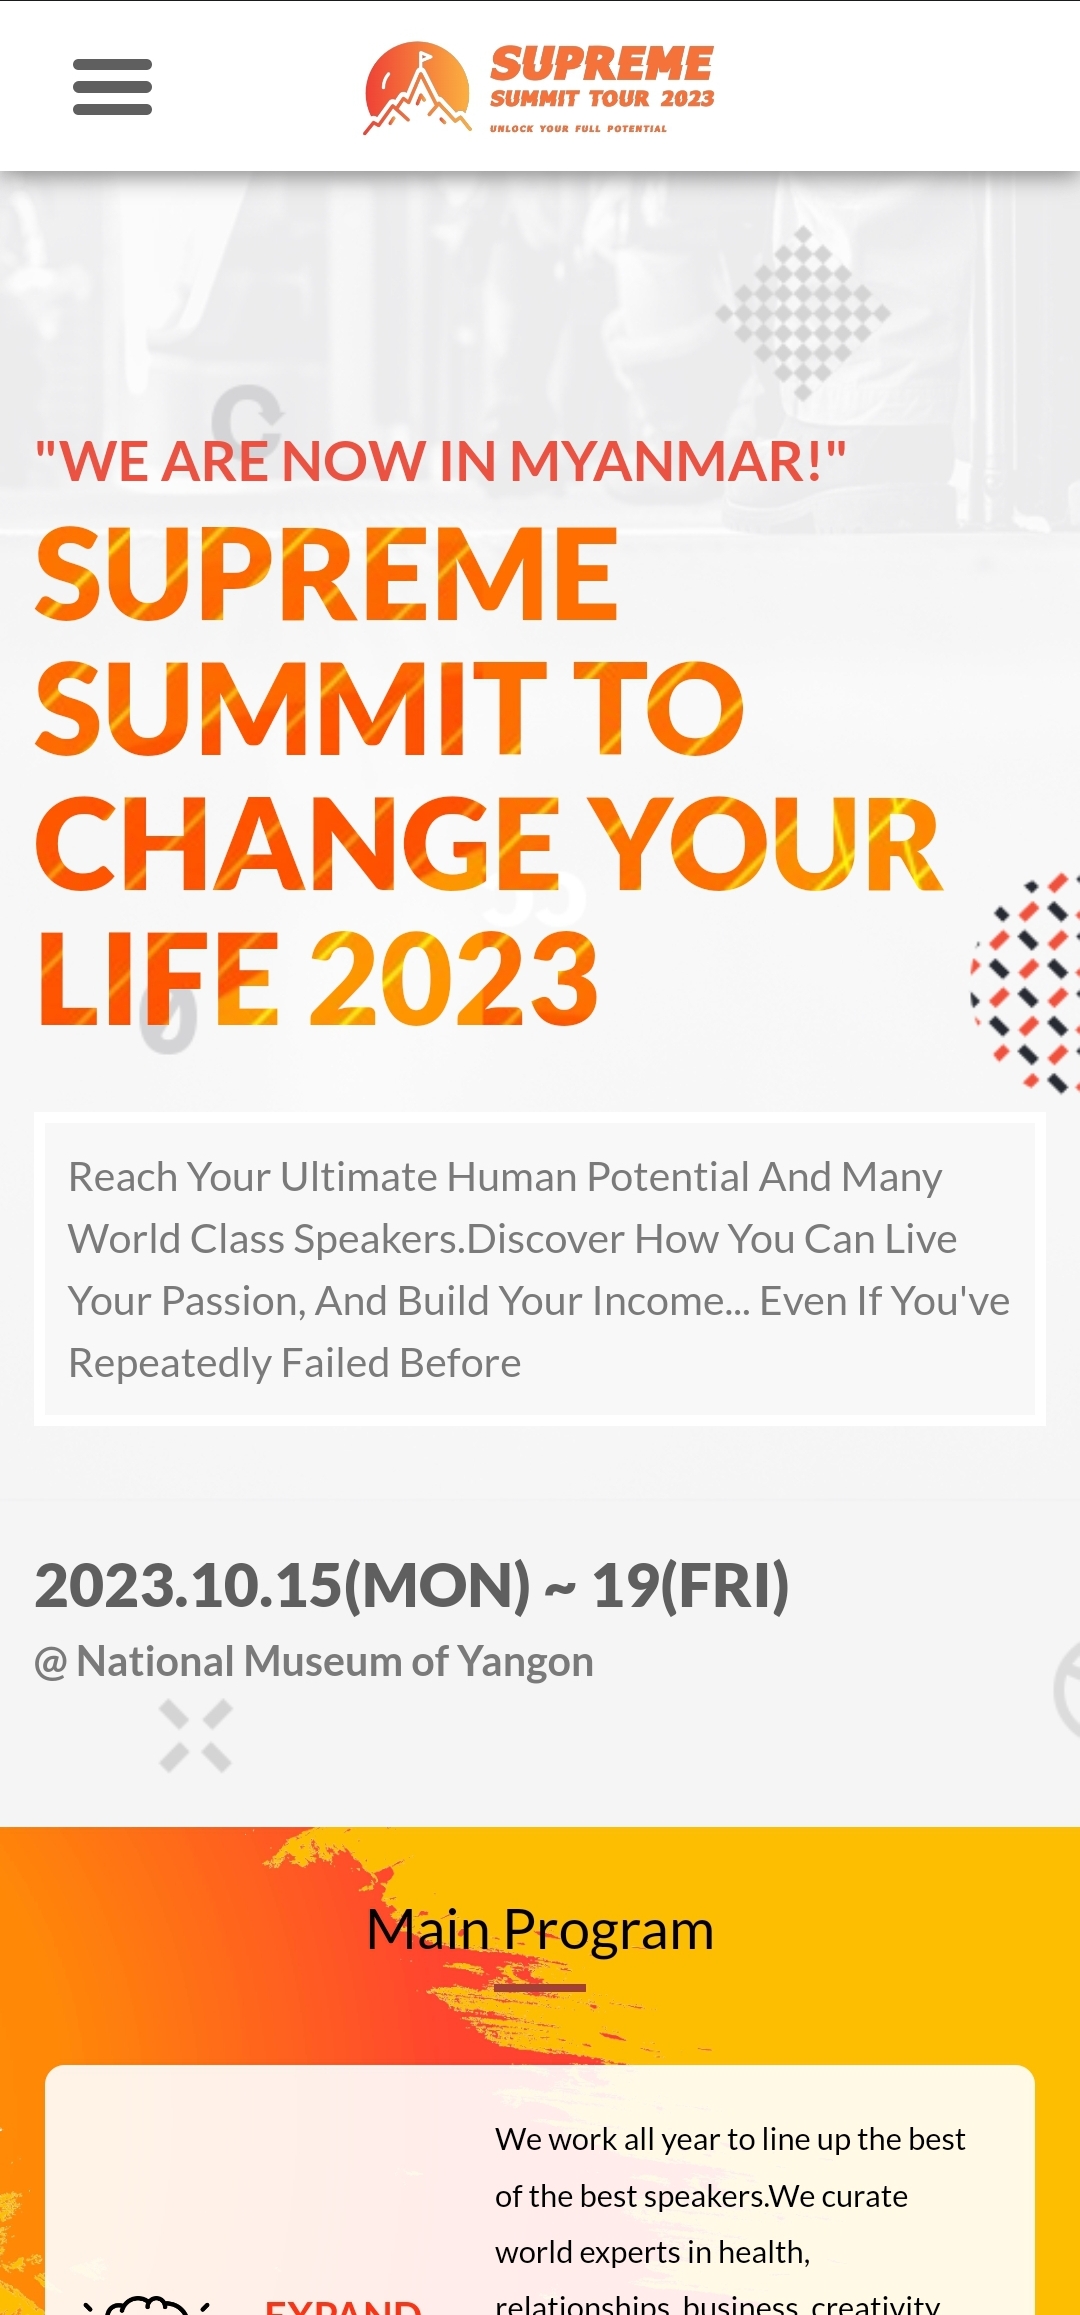 SUPREME
SUMMIT TOUR 2023
UNLOCK YOUR FULL POTENTIAL
"WE ARE NOW IN MYANMAR!"
SUPREME
SUMMIT TO
CHANGE YOUR
LIFE 2023
Reach Your Ultimate Human Potential And Many
World Class Speakers.Discover How You Can Live
Your Passion, And Build Your Income... Even If You've
Repeatedly Failed Before
2023.10.15(MON) ~ 19(FRI)
@ National Museum of Yangon
Main Program
We work all year to line up the best
of the best speakers.We curate
world experts in health,
relationships, business, creativity,
EXPAND